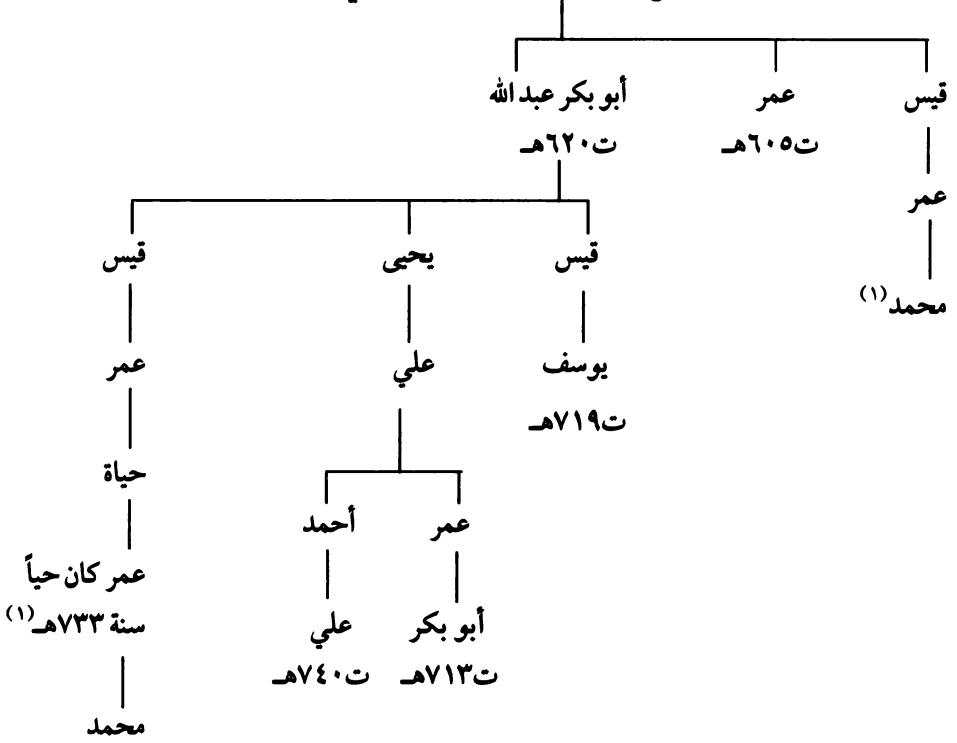 قيس
عمر
أبو بكر عبد الله
ت٦٠٥هـ
ت٦٢٠هـ
عمر
محمد(١)
قيس
يحيى
قيس
يوسف
علي
عمر
ت٧١٩هـ
حياة
عمر
أحمد
عمر كان حياً
سنة ٧٣٣هـ(١)
أبو بكر
علي
ت٧١٣هـ
ت٧٤٠هـ
محمد